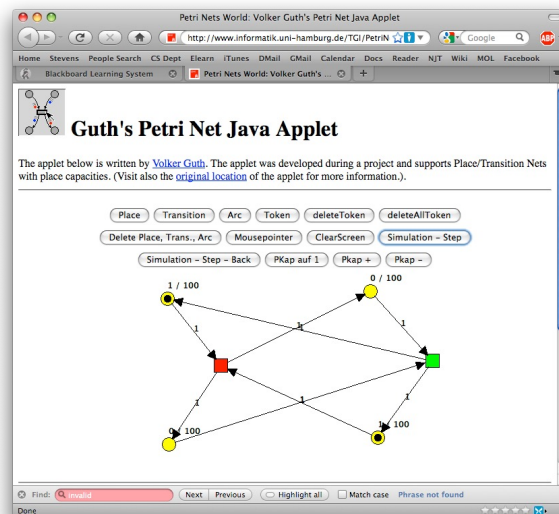 Petri Nets World: Volker Guth's Petri Net Java Applet
http://www.informatik.uni-hamburg.de/TGI/PetriN
Google
ABP
Home Stevens People Search CS Dept Elearn iTunes DMail GMail Calendar Docs Reader NJT Wiki MOL Facebook
Blackboard Learning System
Petri Nets World: Volker Guth's ...
Guth's Petri Net Java Applet
The applet below is written by Volker Guth. The applet was developed during a project and supports Place/Transition Nets
with place capacities. (Visit also the original location of the applet for more information.).
Place Transition Arc Token deleteToken deleteAllToken
Delete Place, Trans., Arc Mousepointer ClearScreen Simulation - Step
Simulation - Step - Back PKap auf 1 Pkap + Pkap -
1 / 100
0 / 100
1
1
1
1
1
1
1
0 / 100
1 / 100
Find: invalid Next Previous Highlight all Match case Phrase not found
Done